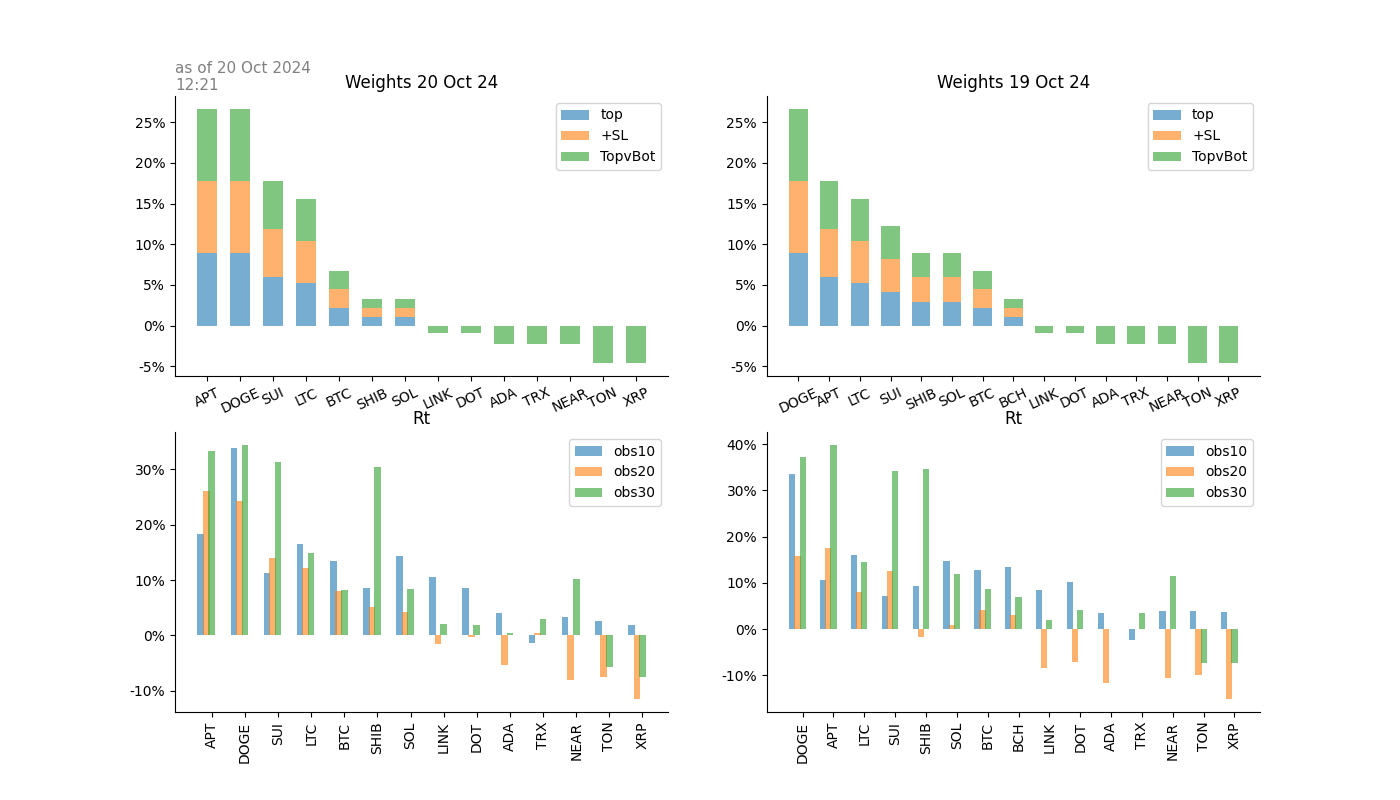 as of 20 Oct 2024
12:21
Weights 20 Oct 24
25%
20%
15%
10%
5%
0%
-5%
top
+SL
TopvBot
APT DOGE SUI LTC BTC SHIB SOL LINK DOT ADA TRX NEAR TON XRP
Weights 19 Oct 24
25%
20%
15%
10%
5%
0%
-5%
top
+SL
TopvBot
DOGE APT LTC SUI SHIB SOL BTC BCH LINK DOT ADA TRX NEAR TON XRP
Rt
30%
20%
10%
0%
-10%
obs10
obs20
obs30
APT DOGE SUI LTC BTC SHIB SOL LINK DOT ADA TRX NEAR TON XRP
Rt
40%
30%
20%
10%
0%
-10%
obs10
obs20
obs30
DOGE APT LTC SUI SHIB SOL BTC BCH LINK DOT ADA TRX NEAR TON XRP